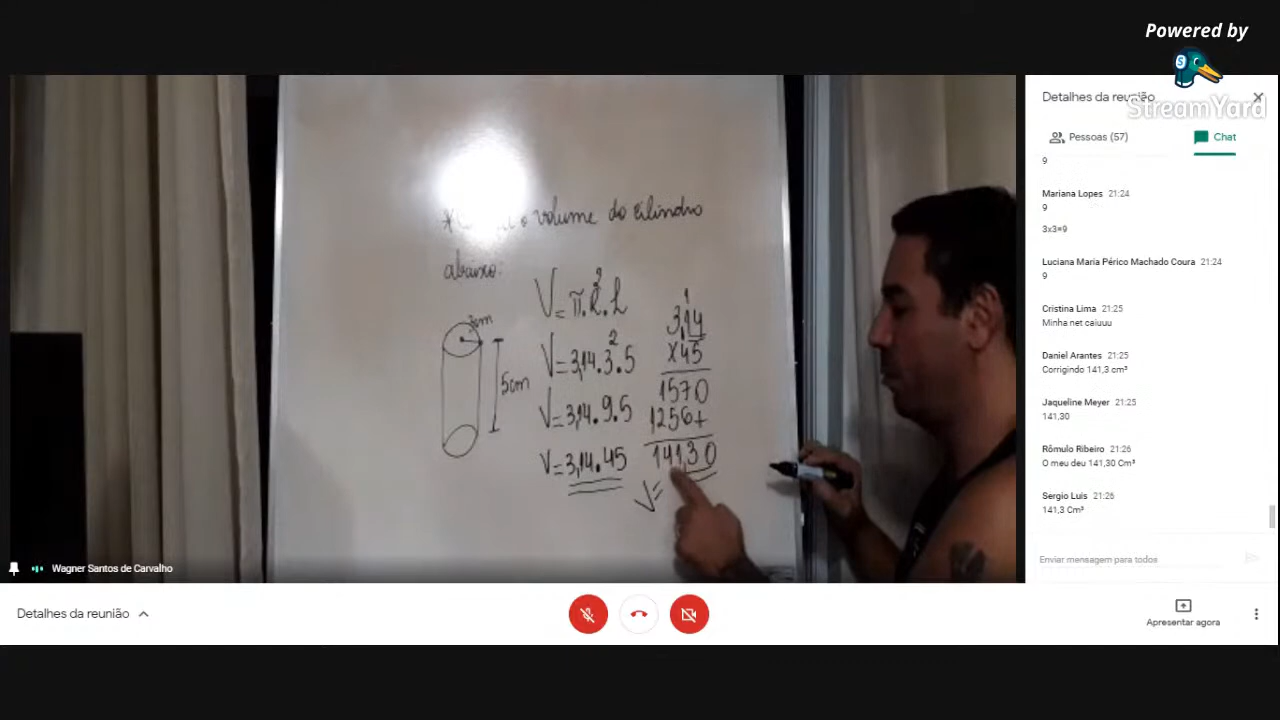 Powered by
StreamYard
Detalhes da reunião
Pessoas (57)
Chat
9
Mariana Lopes 21:24
9
3x3=9
Luciana Maria Périco Machado Coura 21:24
9
Cristina Lima 21:25
Minha net caiuuu
Daniel Arantes 21:25
Corrigindo 141,3 cm³
Jaqueline Meyer 21:25
141,30
Rômulo Ribeiro 21:26
O meu deu 141,30 Cm³
Sergio Luis 21:26
141,3 Cm³
Enviar mensagem para todos
o volume do cilindro
abaixo:
3cm
5cm
V=π.R².h
V=3,14.3².5
V=3,14.9.5
V=3,14.45
1
3,14
x45
1570
1256+
141,30
V=
Wagner Santos de Carvalho
Detalhes da reunião
Apresentar agora